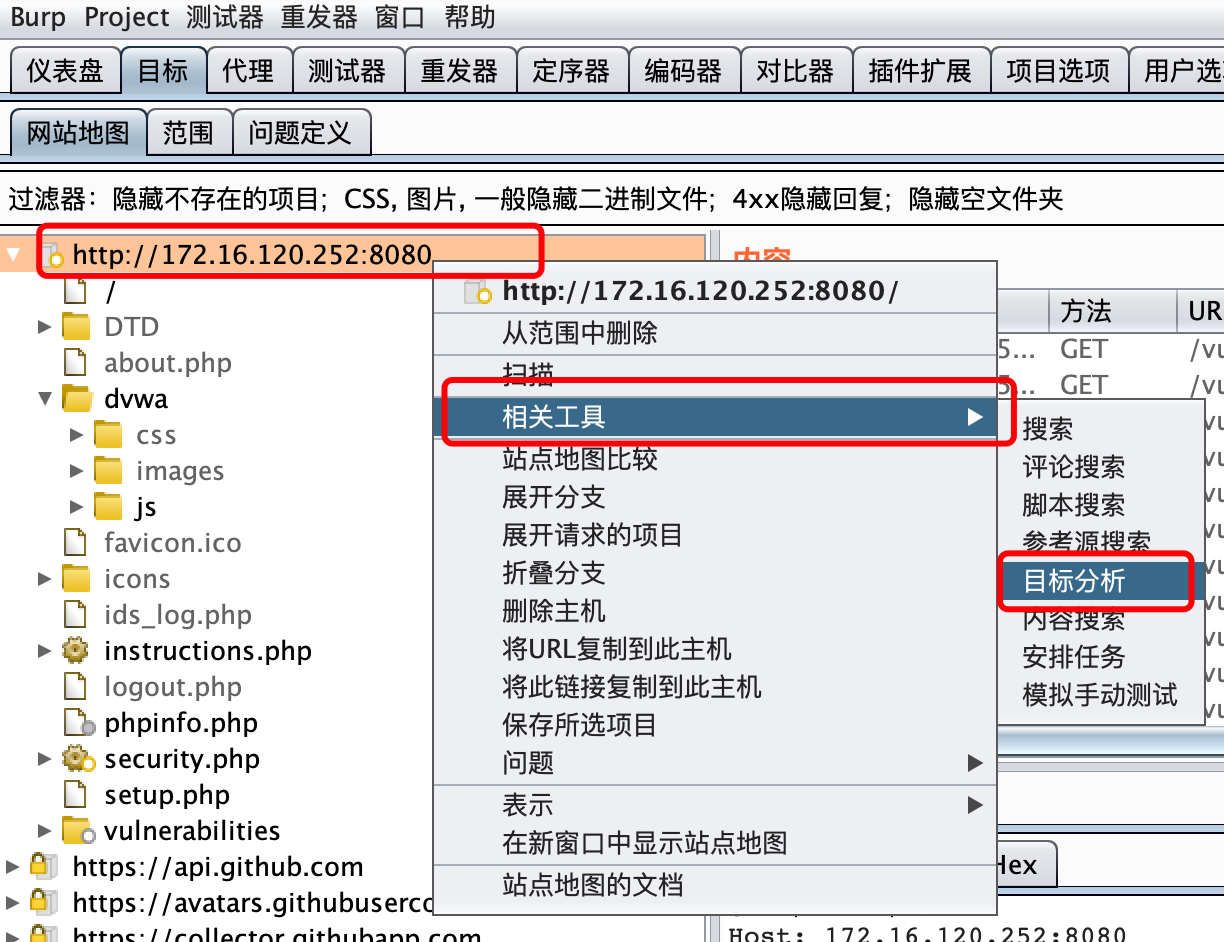 Burp Project 测试器 重发器 窗口 帮助
仪表盘 目标 代理 测试器 重发器 定序器 编码器 对比器 插件扩展 项目选项 用户选
网站地图 范围 问题定义
过滤器：隐藏不存在的项目；CSS, 图片, 一般隐藏二进制文件；4xx隐藏回复；隐藏空文件夹
http://172.16.120.252:8080
/
DTD
about.php
dvwa
css
images
js
favicon.ico
icons
ids_log.php
instructions.php
logout.php
phpinfo.php
security.php
setup.php
vulnerabilities
https://api.github.com
https://avatars.githubuserco
https://collector.githubapp.com
内容
http://172.16.120.252:8080/
从范围中删除
扫描
相关工具
站点地图比较
展开分支
展开请求的项目
折叠分支
删除主机
将URL复制到此主机
将此链接复制到此主机
保存所选项目
问题
表示
在新窗口中显示站点地图
站点地图的文档
方法 UR
5... GET /vu
5... GET /vu
搜索
评论搜索
脚本搜索
参考源搜索
目标分析
内容搜索
安排任务
模拟手动测试
Hex
Host: 172.16.120.252:8080